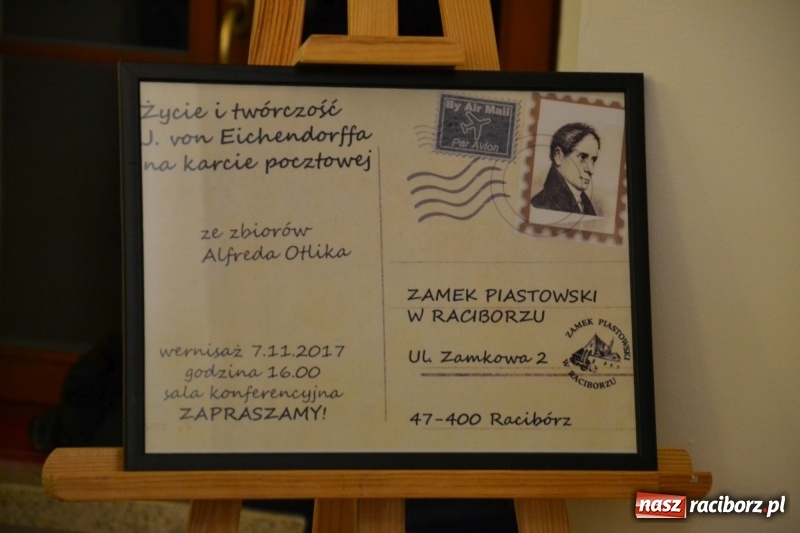 Życie i twórczość
J. von Eichendorffa
na karcie pocztowej
ze zbiorów
Alfreda Otlika
wernisaż 7.11.2017
godzina 16.00
sala konferencyjna
ZAPRASZAMY!
By Air Mail
Par Avion
ZAMEK PIASTOWSKI
W RACIBORZU
Ul. Zamkowa 2
47-400 Racibórz
ZAMEK PIASTOWSKI
W RACIBORZU
nasz raciborz.pl